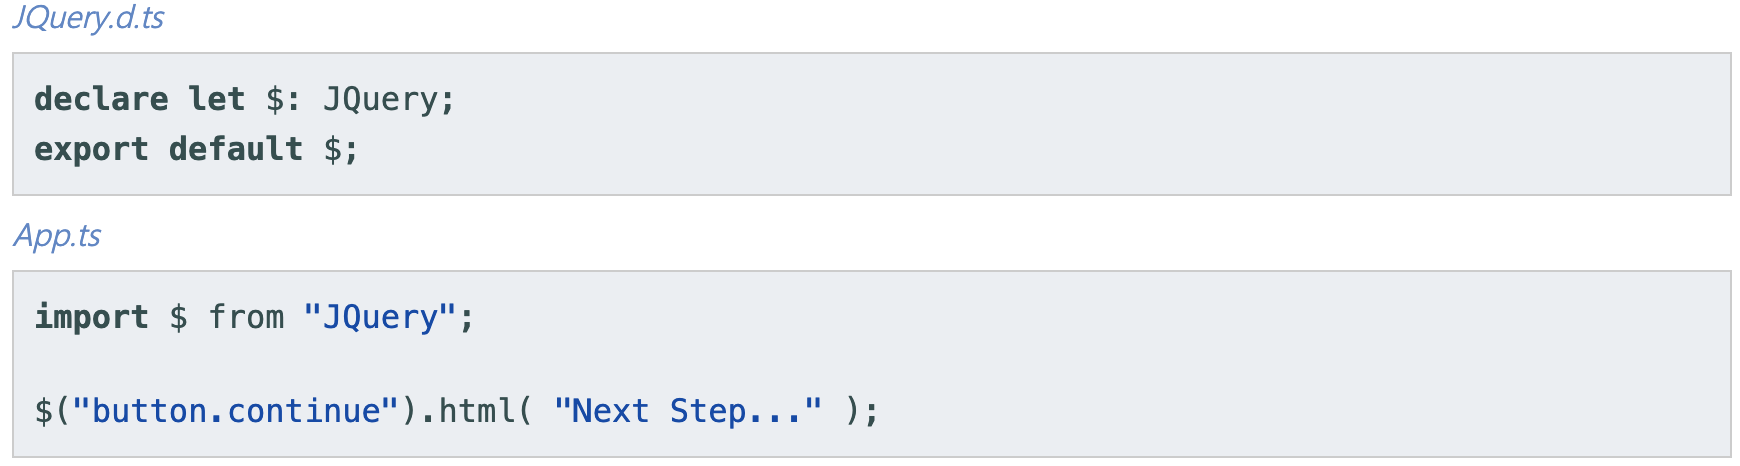 JQuery.d.ts
declare let $: JQuery;
export default $;
App.ts
import $ from "JQuery";
$("button.continue").html( "Next Step..." );